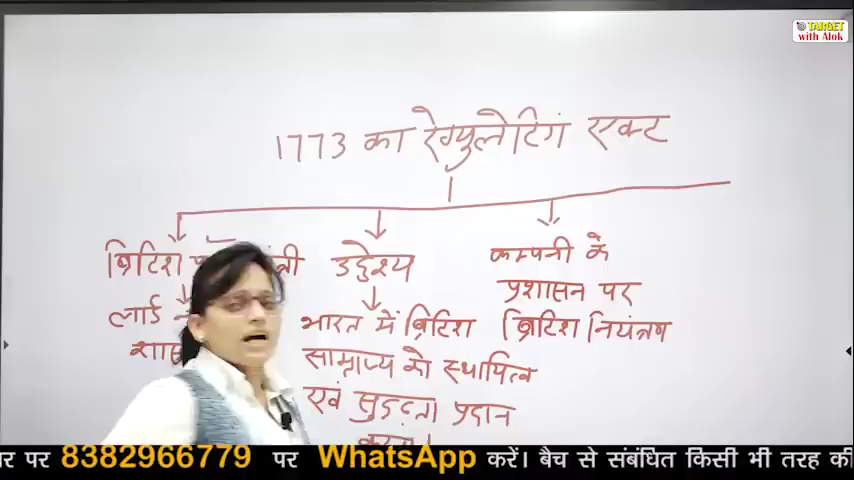 TARGET
with Alok
1773 का रेग्युलेटिंग एक्ट
ब्रिटिश
उद्देश्य
कम्पनी के
प्रशासन पर
ब्रिटिश नियंत्रण
लार्ड
भारत में ब्रिटिश
साम्राज्य को स्थापित्व
एवं सुदृढ़ता प्रदान
पर 8382966779 पर WhatsApp करें। बैच से संबंधित किसी भी तरह की